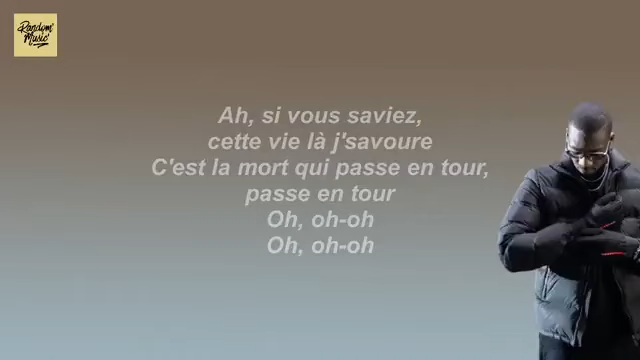 Random'
Music'
Ah, si vous saviez,
cette vie là j'savoure
C'est la mort qui passe en tour,
passe en tour
Oh, oh-oh
Oh, oh-oh